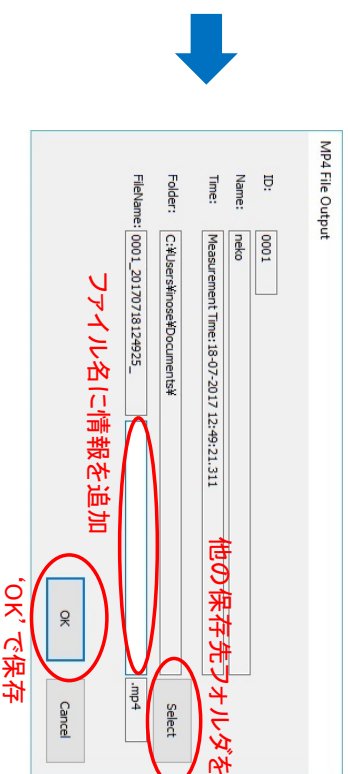 MP4 File Output
ID: 0001
Name: neko
Time: Measurement Time:18-07-2017 12:49:21.311
他の保存先フォルダを
Folder: C:¥Users¥inose¥Documents¥ Select
FileName: 0001_20170718124925_ .mp4
ファイル名に情報を追加
OK Cancel
‘OK’ で保存